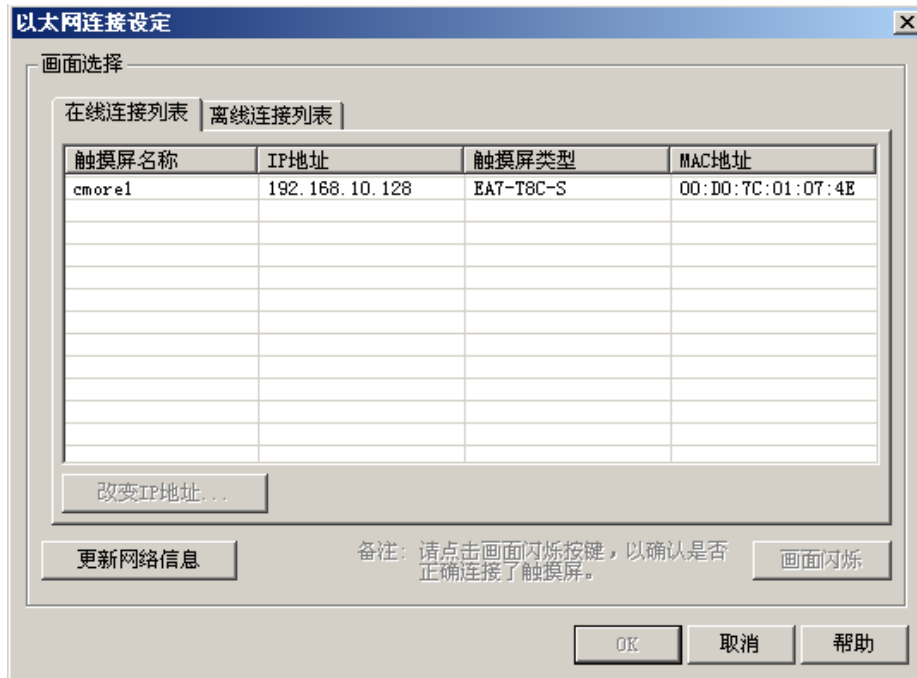 以太网连接设定
画面选择
在线连接列表 离线连接列表
触摸屏名称 IP地址 触摸屏类型 MAC地址
cmore1 192.168.10.128 EA7-T8C-S 00:D0:7C:01:07:4E
改变IP地址...
更新网络信息
备注: 请点击画面闪烁按键，以确认是否
正确连接了触摸屏。
画面闪烁
OK 取消 帮助